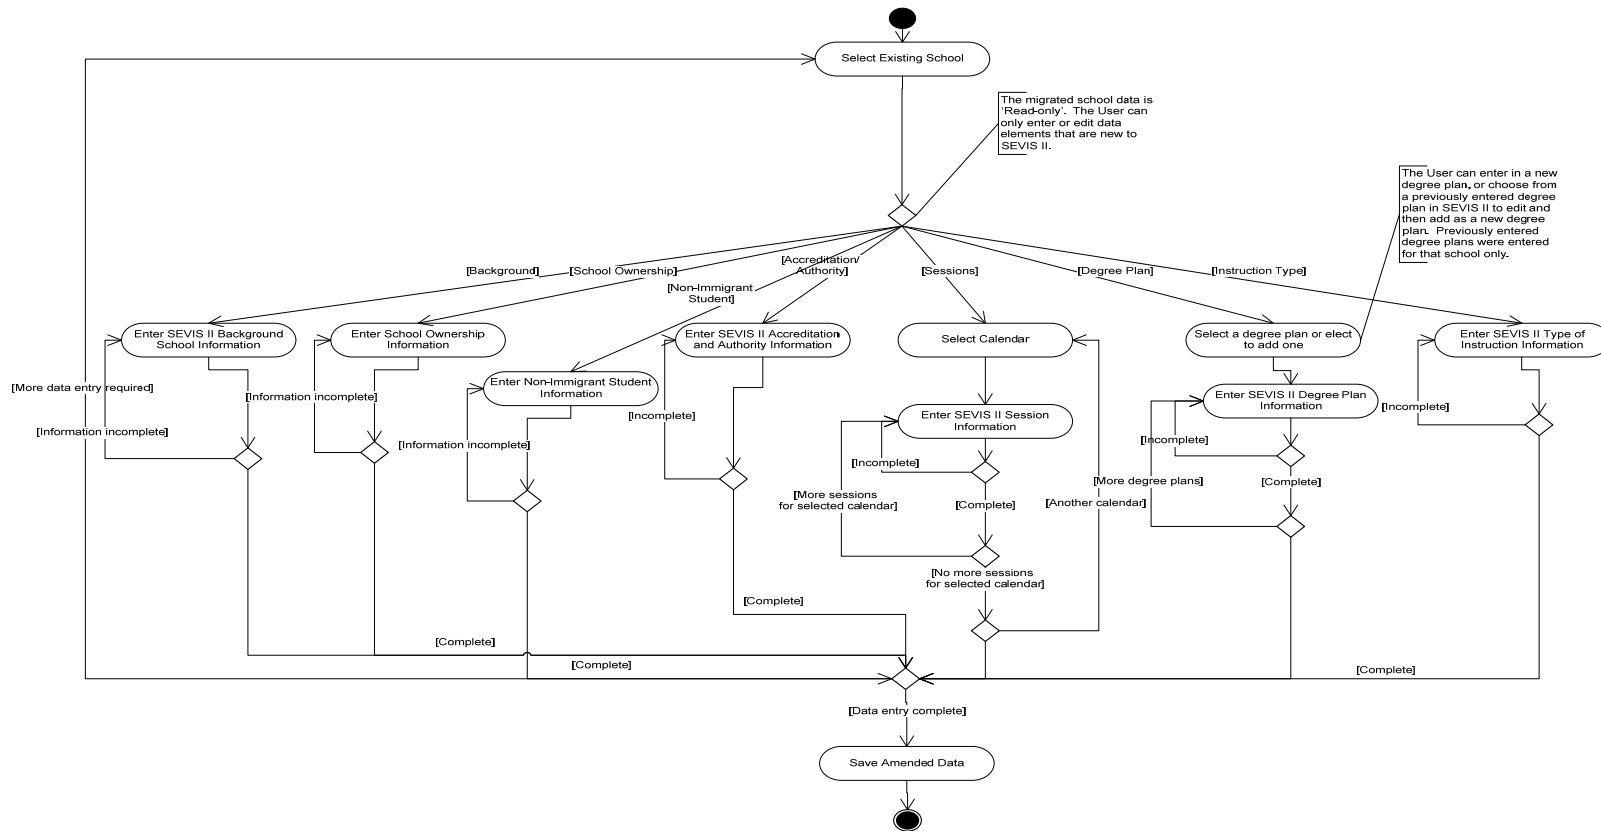 Select Existing School
The migrated school data is
'Read-only'. The User can
only enter or edit data
elements that are new to
SEVIS II.
The User can enter in a new
degree plan, or choose from
a previously entered degree
plan in SEVIS II to edit and
then add as a new degree
plan. Previously entered
degree plans were entered
for that school only.
[Background]
[School Ownership]
[Accreditation/
Authority]
[Non-Immigrant
Student]
[Sessions]
[Degree Plan]
[Instruction Type]
Enter SEVIS II Background
School Information
Enter School Ownership
Information
Enter Non-Immigrant Student
Information
Enter SEVIS II Accreditation
and Authority Information
Select Calendar
Select a degree plan or elect
to add one
Enter SEVIS II Type of
Instruction Information
[More data entry required]
[Information incomplete]
[Information incomplete]
[Information incomplete]
[Incomplete]
Enter SEVIS II Session
Information
[Incomplete]
[More sessions
for selected calendar]
[Complete]
[Another calendar]
[No more sessions
for selected calendar]
Enter SEVIS II Degree Plan
Information
[Incomplete]
[More degree plans]
[Complete]
[Incomplete]
[Complete]
[Complete]
[Complete]
[Complete]
[Data entry complete]
Save Amended Data